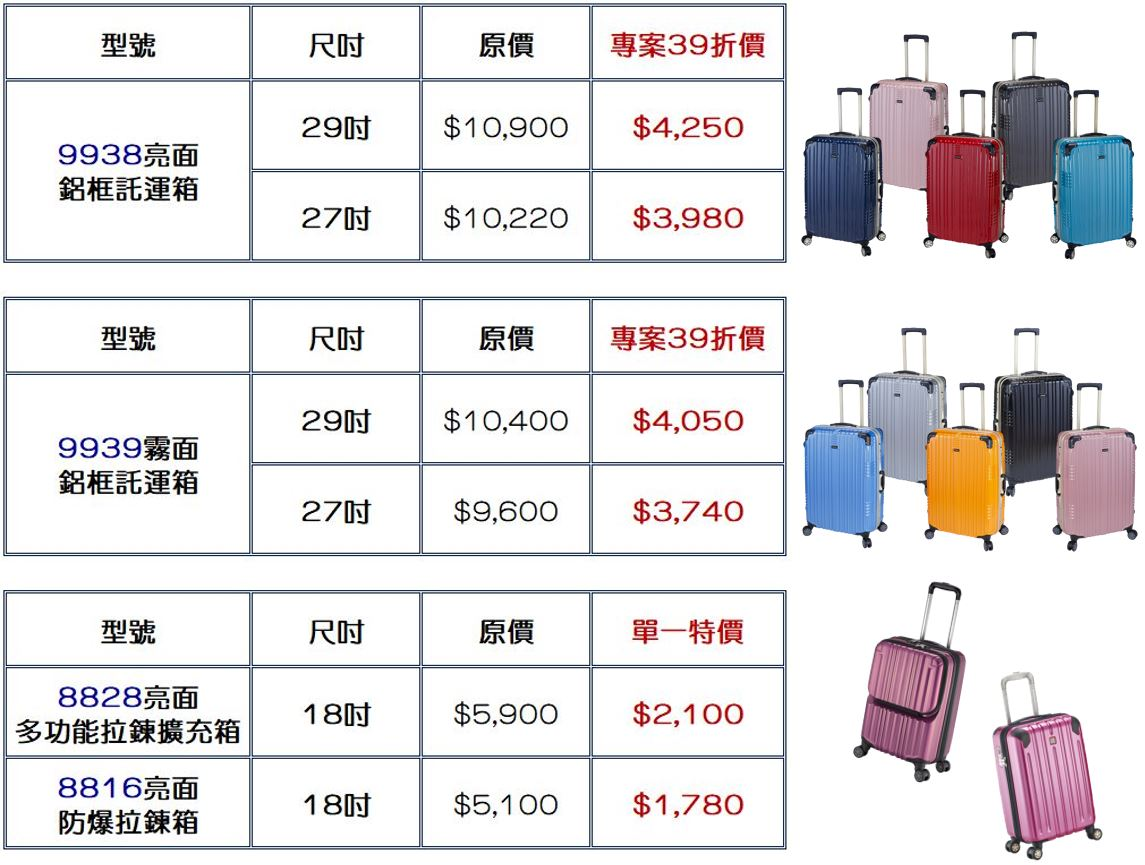 型號 尺吋 原價 專案39折價
9938亮面
鋁框託運箱
29吋 $10,900 $4,250
27吋 $10,220 $3,980
型號 尺吋 原價 專案39折價
9939霧面
鋁框託運箱
29吋 $10,400 $4,050
27吋 $9,600 $3,740
型號 尺吋 原價 單一特價
8828亮面
多功能拉鍊擴充箱
18吋 $5,900 $2,100
8816亮面
防爆拉鍊箱
18吋 $5,100 $1,780